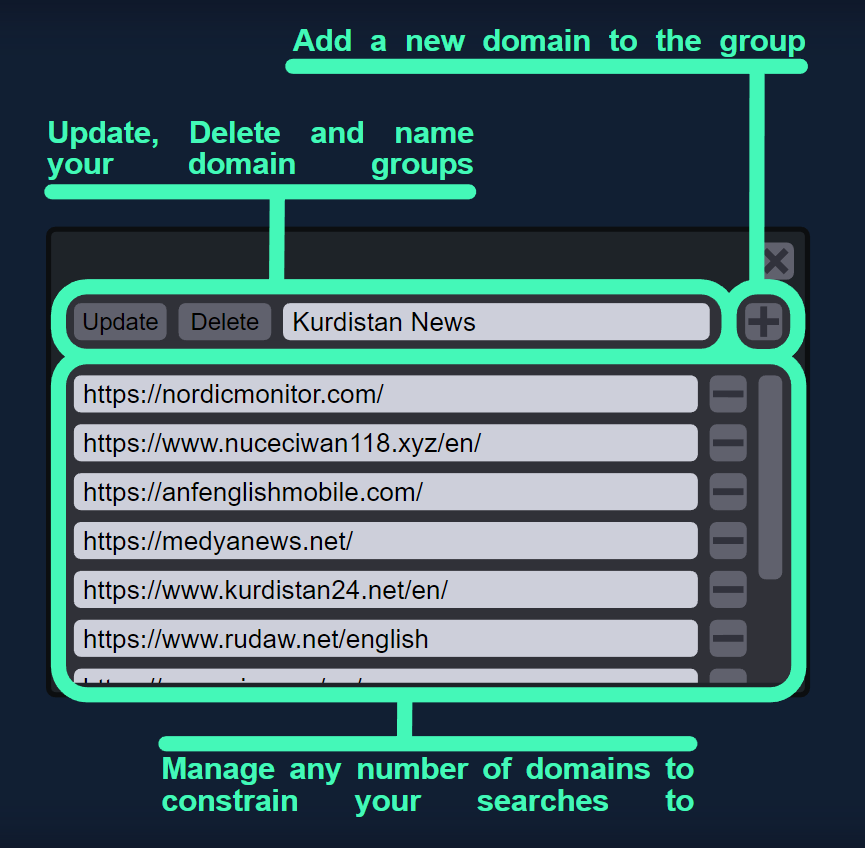 Add a new domain to the group
Update, Delete and name
your domain groups
Update Delete Kurdistan News
https://nordicmonitor.com/
https://www.nuceciwan118.xyz/en/
https://anfenglishmobile.com/
https://medyanews.net/
https://www.kurdistan24.net/en/
https://www.rudaw.net/english
Manage any number of domains to
constrain your searches to